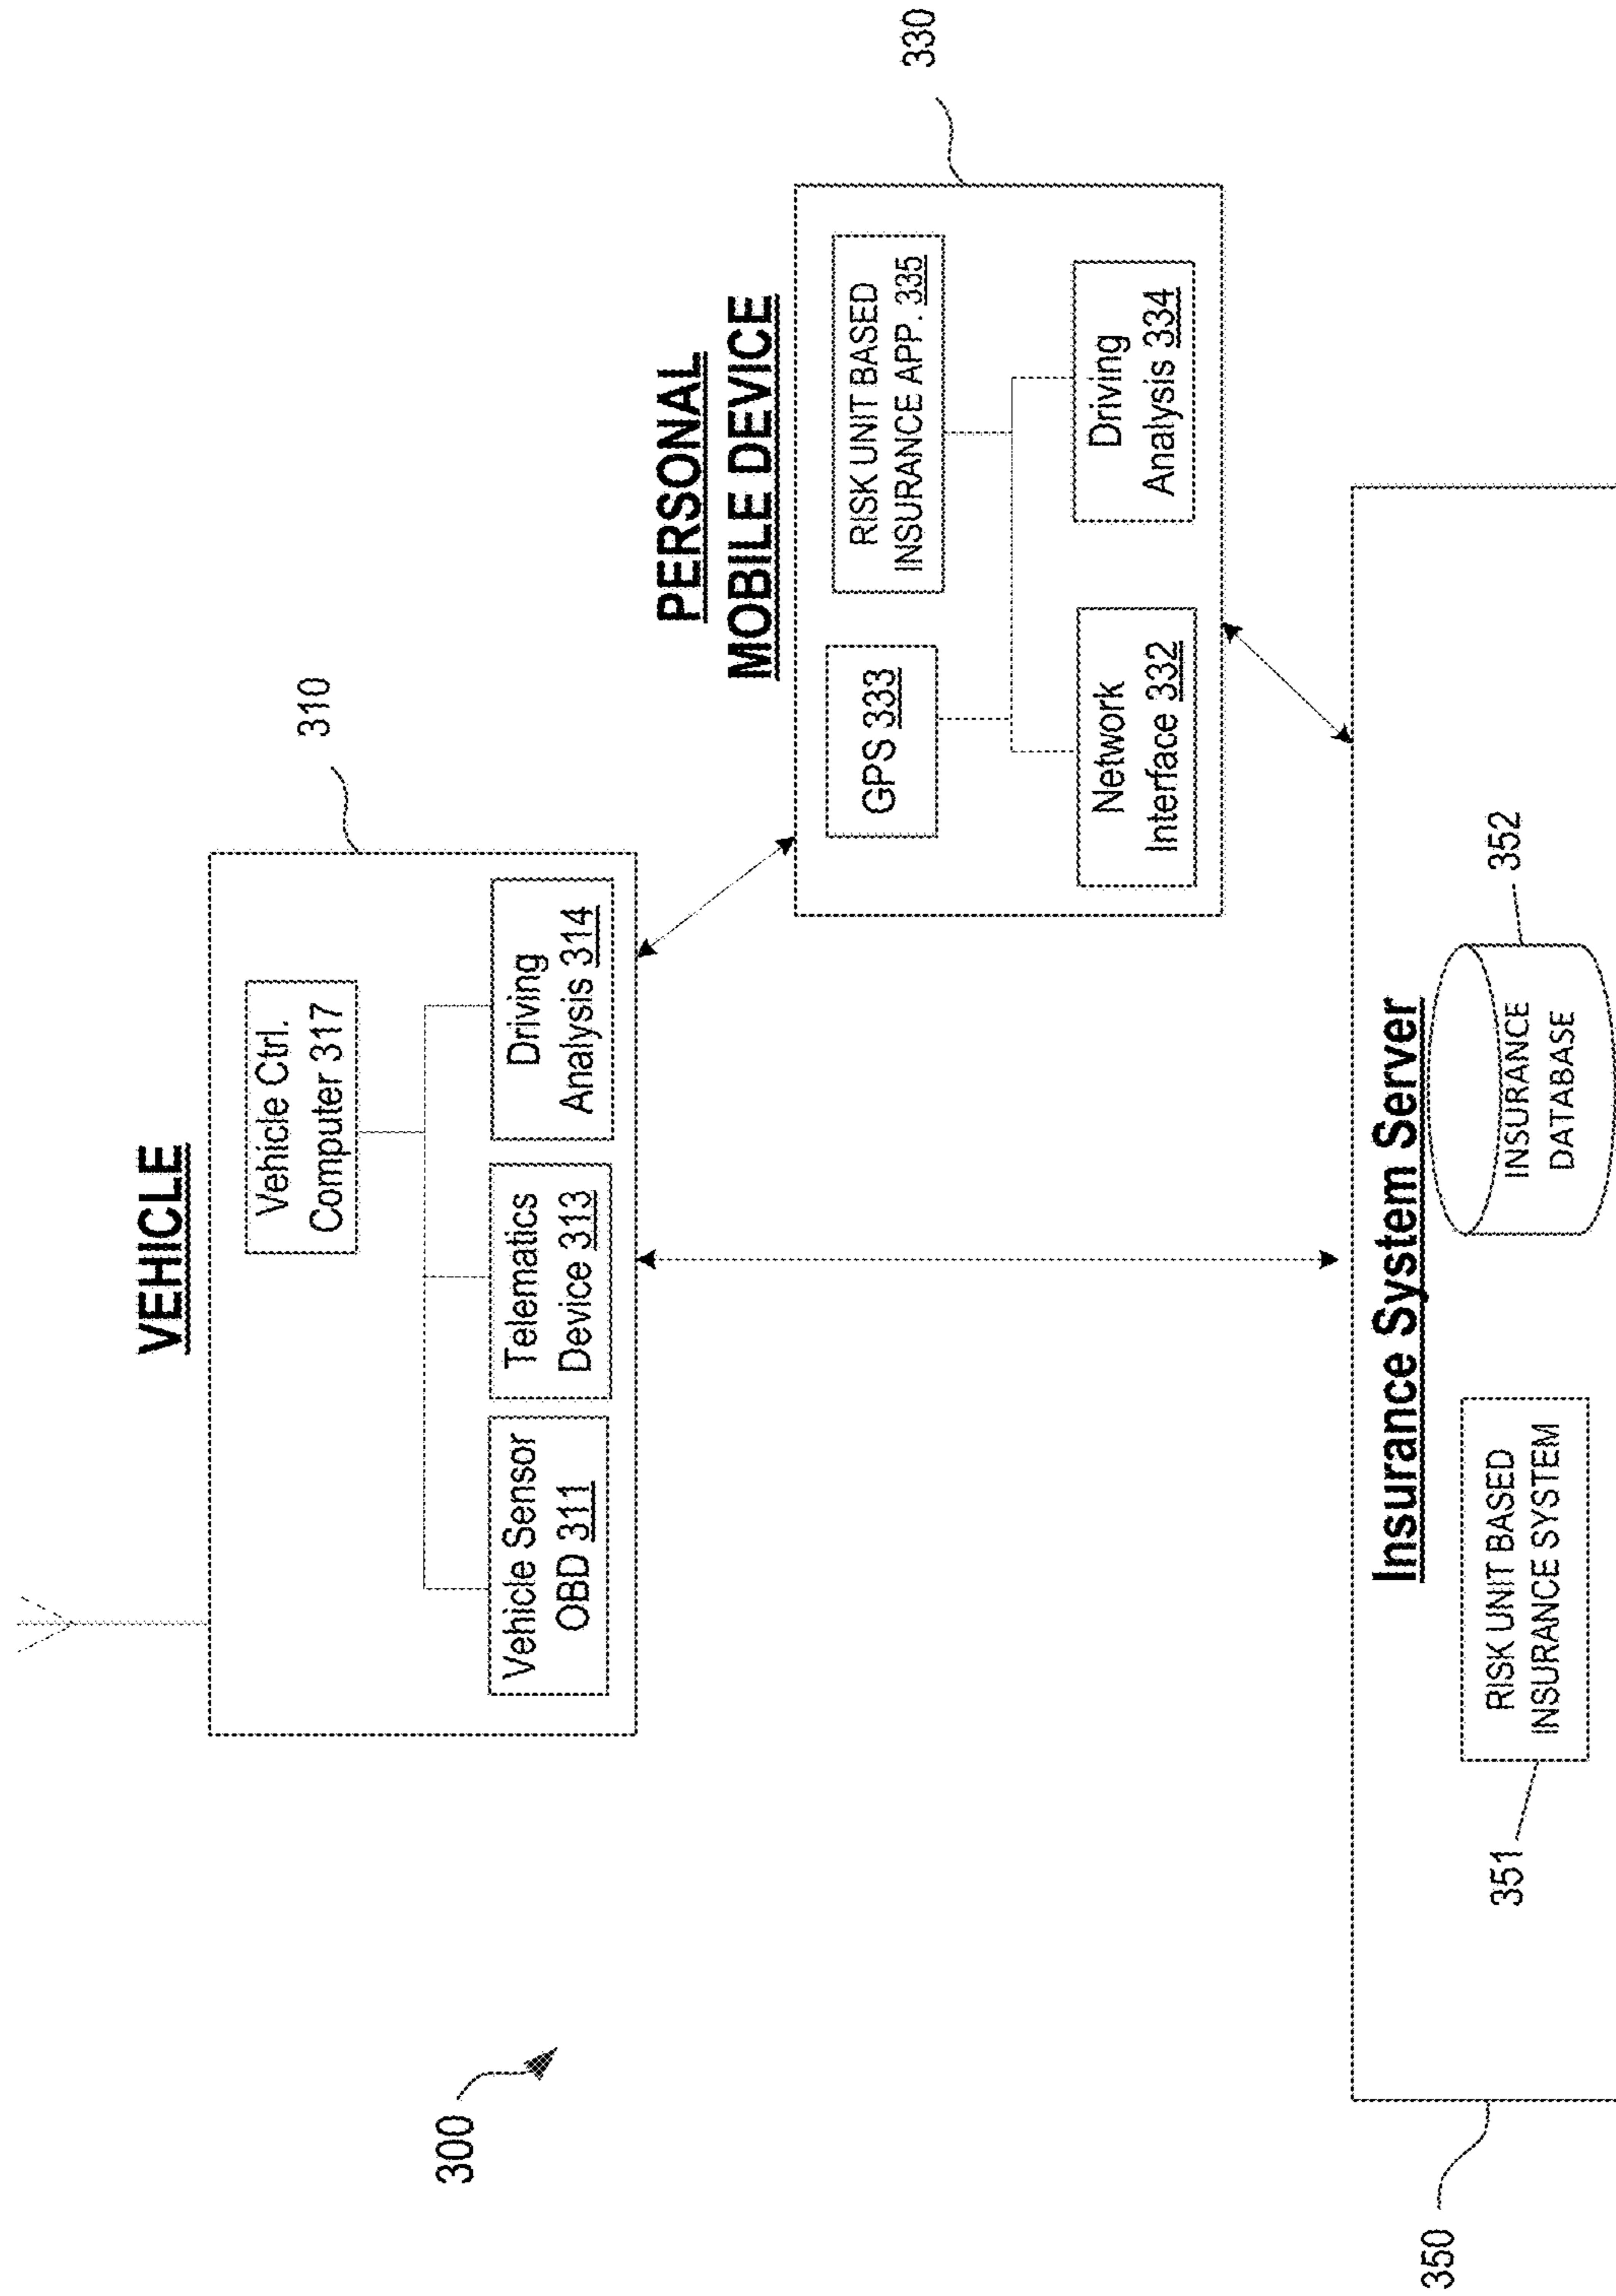 300
VEHICLE
310
Vehicle Ctrl.
Computer 317
Vehicle Sensor
OBD 311
Telematics
Device 313
Driving
Analysis 314
PERSONAL
MOBILE DEVICE
330
GPS 333
RISK UNIT BASED
INSURANCE APP. 335
Network
Interface 332
Driving
Analysis 334
350
Insurance System Server
351
RISK UNIT BASED
INSURANCE SYSTEM
INSURANCE
DATABASE
352